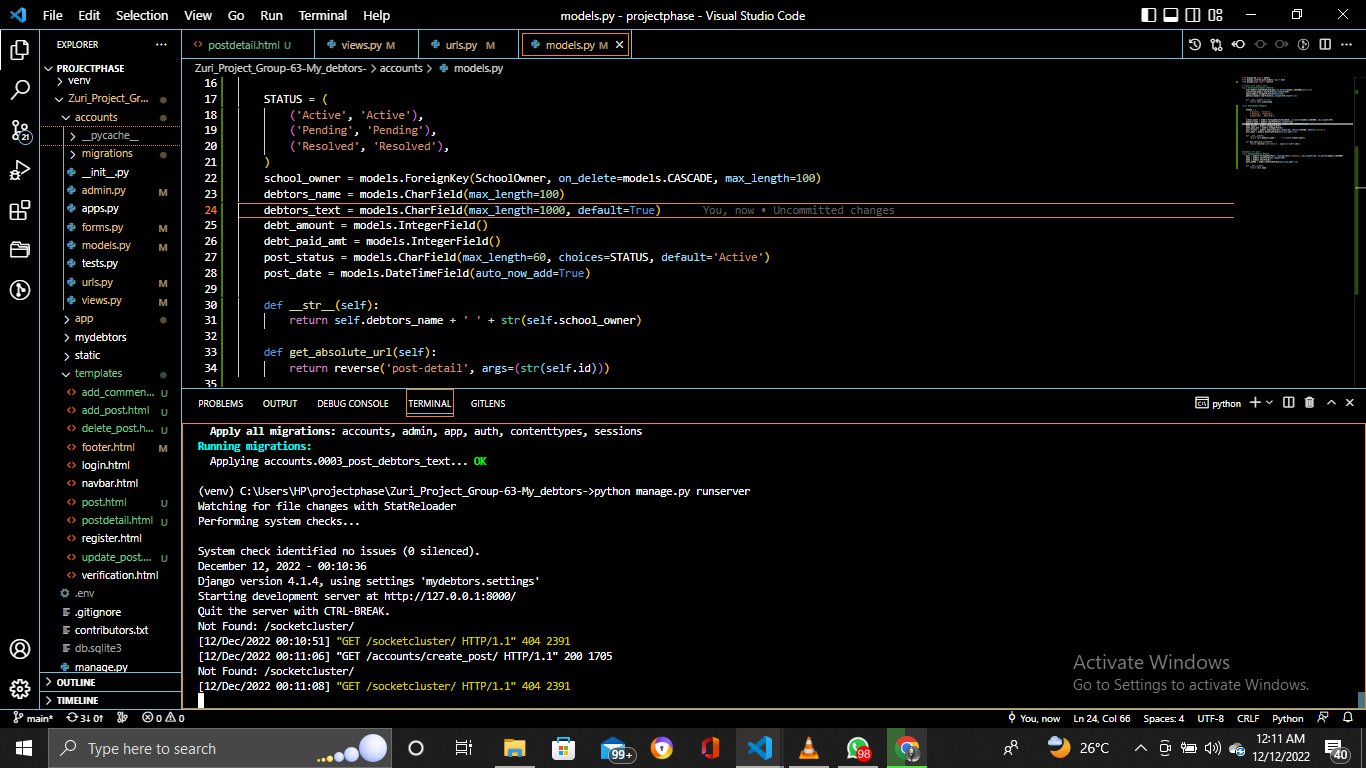 File Edit Selection View Go Run Terminal Help models.py - projectphase - Visual Studio Code
EXPLORER ...
postdetail.html U views.py M urls.py M models.py M
PROJECTPHASE
venv
Zuri_Project_Gr...
accounts
__pycache__
migrations
__init__.py
admin.py M
apps.py
forms.py M
models.py M
tests.py
urls.py M
views.py M
app
mydebtors
static
templates
add_commen... U
add_post.html U
delete_post.h... U
footer.html M
login.html
navbar.html
post.html U
postdetail.html U
register.html
update_post.... U
verification.html
.env
.gitignore
contributors.txt
db.sqlite3
manage.py
OUTLINE
TIMELINE
21
Zuri_Project_Group-63-My_debtors- > accounts > models.py
16
17 STATUS = (
18 ('Active', 'Active'),
19 ('Pending', 'Pending'),
20 ('Resolved', 'Resolved'),
21 )
22 school_owner = models.ForeignKey(SchoolOwner, on_delete=models.CASCADE, max_length=100)
23 debtors_name = models.CharField(max_length=100)
24 debtors_text = models.CharField(max_length=1000, default=True) You, now • Uncommitted changes
25 debt_amount = models.IntegerField()
26 debt_paid_amt = models.IntegerField()
27 post_status = models.CharField(max_length=60, choices=STATUS, default='Active')
28 post_date = models.DateTimeField(auto_now_add=True)
29
30 def __str__(self):
31 return self.debtors_name + ' ' + str(self.school_owner)
32
33 def get_absolute_url(self):
34 return reverse('post-detail', args=(str(self.id)))
35
PROBLEMS OUTPUT DEBUG CONSOLE TERMINAL GITLENS python
Apply all migrations: accounts, admin, app, auth, contenttypes, sessions
Running migrations:
Applying accounts.0003_post_debtors_text... OK
(venv) C:\Users\HP\projectphase\Zuri_Project_Group-63-My_debtors->python manage.py runserver
Watching for file changes with StatReloader
Performing system checks...
System check identified no issues (0 silenced).
December 12, 2022 - 00:10:36
Django version 4.1.4, using settings 'mydebtors.settings'
Starting development server at http://127.0.0.1:8000/
Quit the server with CTRL-BREAK.
Not Found: /socketcluster/
[12/Dec/2022 00:10:51] "GET /socketcluster/ HTTP/1.1" 404 2391
[12/Dec/2022 00:11:06] "GET /accounts/create_post/ HTTP/1.1" 200 1705
Not Found: /socketcluster/
[12/Dec/2022 00:11:08] "GET /socketcluster/ HTTP/1.1" 404 2391
Activate Windows
Go to Settings to activate Windows.
main* 3↓ 0↑ 0 0 You, now Ln 24, Col 66 Spaces: 4 UTF-8 CRLF Python
Type here to search 99+ 98 26°C 12:11 AM
12/12/2022 40